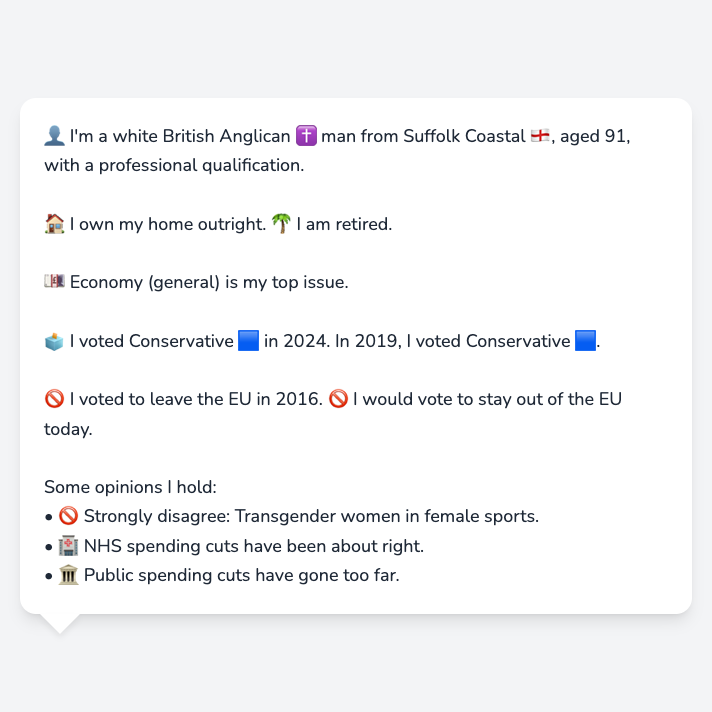 👤 I'm a white British Anglican ✝️ man from Suffolk Coastal 🏴󠁧󠁢󠁥󠁮󠁧󠁿, aged 91,
with a professional qualification.
🏠 I own my home outright. 🌴 I am retired.
💷 Economy (general) is my top issue.
🗳️ I voted Conservative 🟦 in 2024. In 2019, I voted Conservative 🟦.
🚫 I voted to leave the EU in 2016. 🚫 I would vote to stay out of the EU
today.
Some opinions I hold:
• 🚫 Strongly disagree: Transgender women in female sports.
• 🏥 NHS spending cuts have been about right.
• 🏛️ Public spending cuts have gone too far.